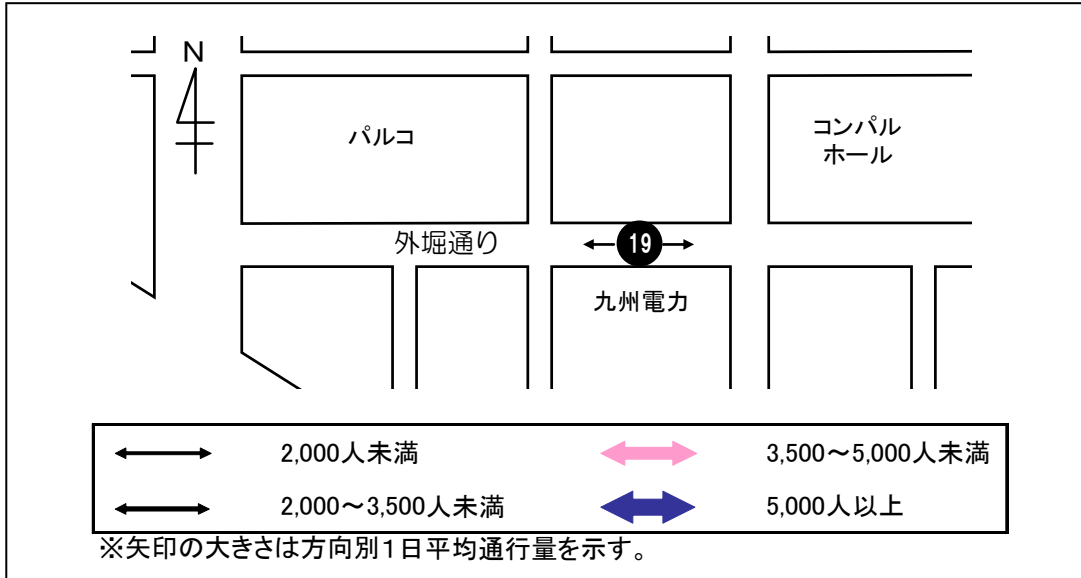 N
パルコ
コンパル
ホール
外堀通り
19
九州電力
2,000人未満
3,500～5,000人未満
2,000～3,500人未満
5,000人以上
※矢印の大きさは方向別１日平均通行量を示す。